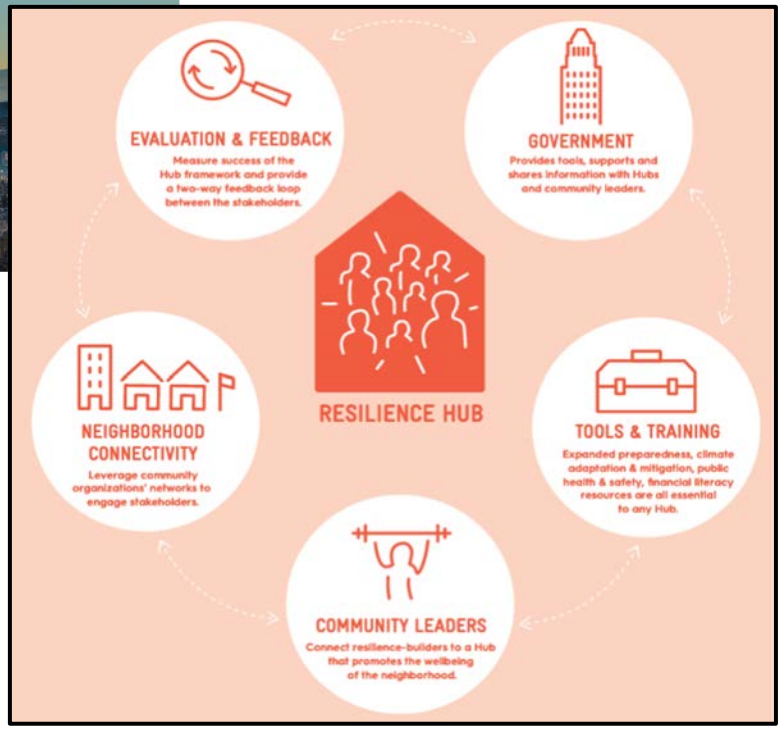 EVALUATION & FEEDBACK
Measure success of the
Hub framework and provide
a two-way feedback loop
between the stakeholders.
GOVERNMENT
Provides tools, supports and
shares information with Hubs
and community leaders.
RESILIENCE HUB
NEIGHBORHOOD
CONNECTIVITY
Leverage community
organizations' networks to
engage stakeholders.
TOOLS & TRAINING
Expanded preparedness, climate
adaptation & mitigation, public
health & safety, financial literacy
resources are all essential
to any Hub.
COMMUNITY LEADERS
Connect resilience-builders to a Hub
that promotes the wellbeing
of the neighborhood.